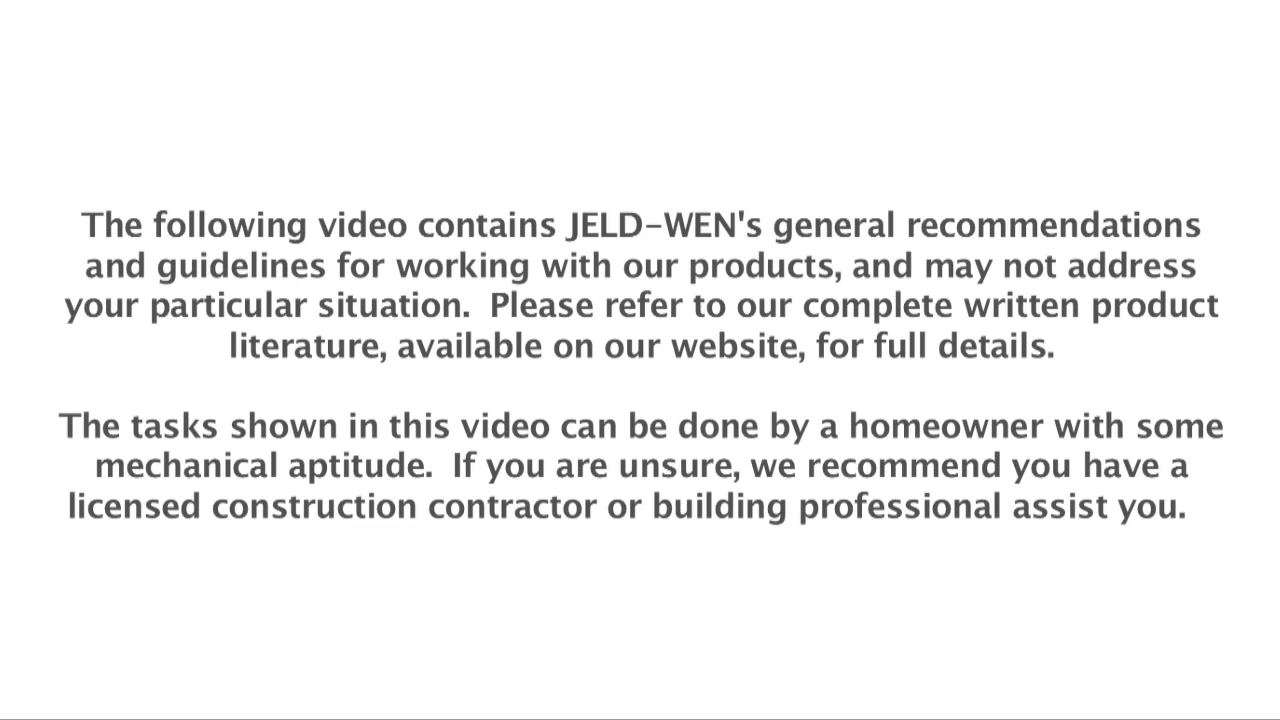 The following video contains JELD-WEN's general recommendations
and guidelines for working with our products, and may not address
your particular situation.  Please refer to our complete written product
literature, available on our website, for full details.
The tasks shown in this video can be done by a homeowner with some
mechanical aptitude.  If you are unsure, we recommend you have a
licensed construction contractor or building professional assist you.